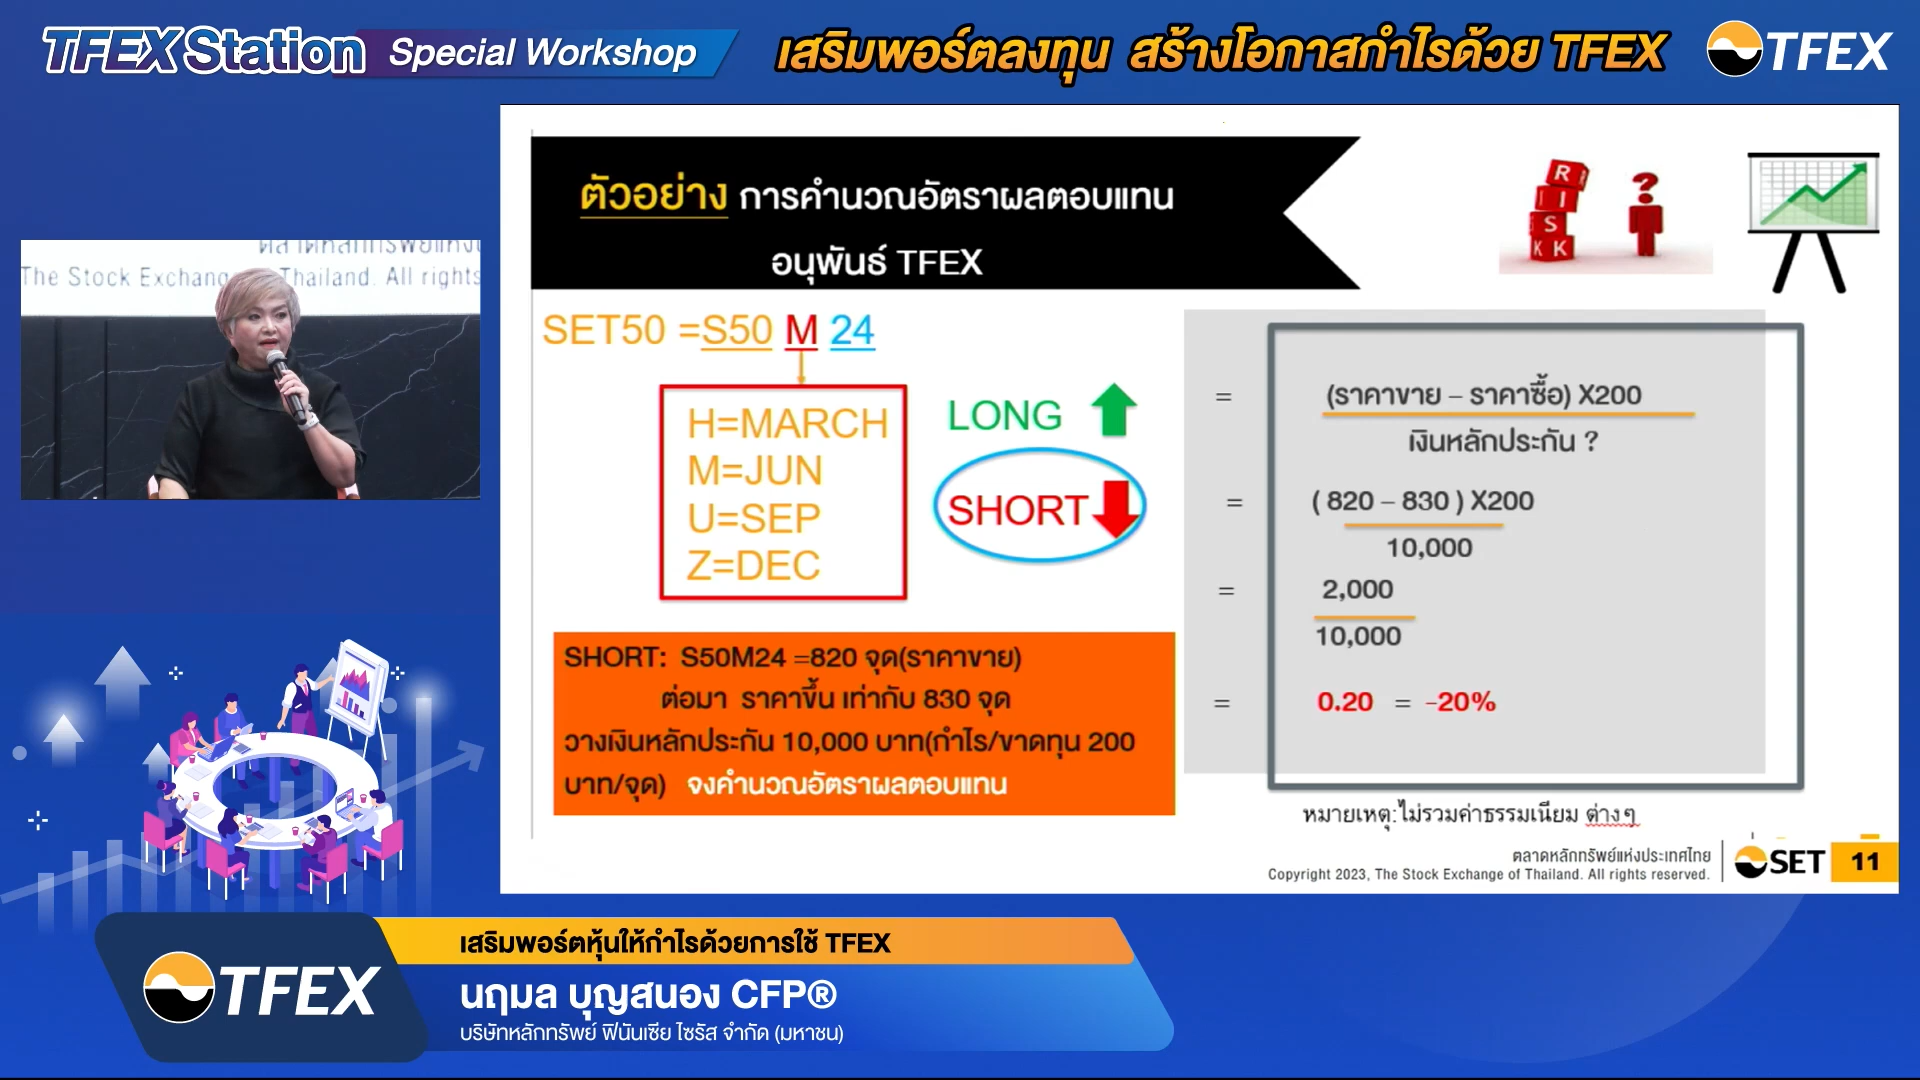 TFEX Station Special Workshop
เสริมพอร์ตลงทุน สร้างโอกาสกำไรด้วย TFEX
TFEX
The Stock Exchange Thailand. All rights
ตัวอย่าง การคำนวณอัตราผลตอบแทน
อนุพันธ์ TFEX
R
I
S
K K
?
SET50 =S50 M 24
H=MARCH
M=JUN
U=SEP
Z=DEC
LONG
SHORT
SHORT: S50M24 =820 จุด(ราคาขาย)
ต่อมา ราคาขึ้น เท่ากับ 830 จุด
วางเงินหลักประกัน 10,000 บาท(กำไร/ขาดทุน 200
บาท/จุด) จงคำนวณอัตราผลตอบแทน
= (ราคาขาย – ราคาซื้อ) X200
เงินหลักประกัน ?
= ( 820 – 830 ) X200
10,000
= 2,000
10,000
= 0.20 = -20%
หมายเหตุ:ไม่รวมค่าธรรมเนียม ต่างๆ
ตลาดหลักทรัพย์แห่งประเทศไทย
Copyright 2023, The Stock Exchange of Thailand. All rights reserved.
SET 11
TFEX
เสริมพอร์ตหุ้นให้กำไรด้วยการใช้ TFEX
นฤมล บุญสนอง CFP®
บริษัทหลักทรัพย์ ฟินันเซีย ไซรัส จำกัด (มหาชน)